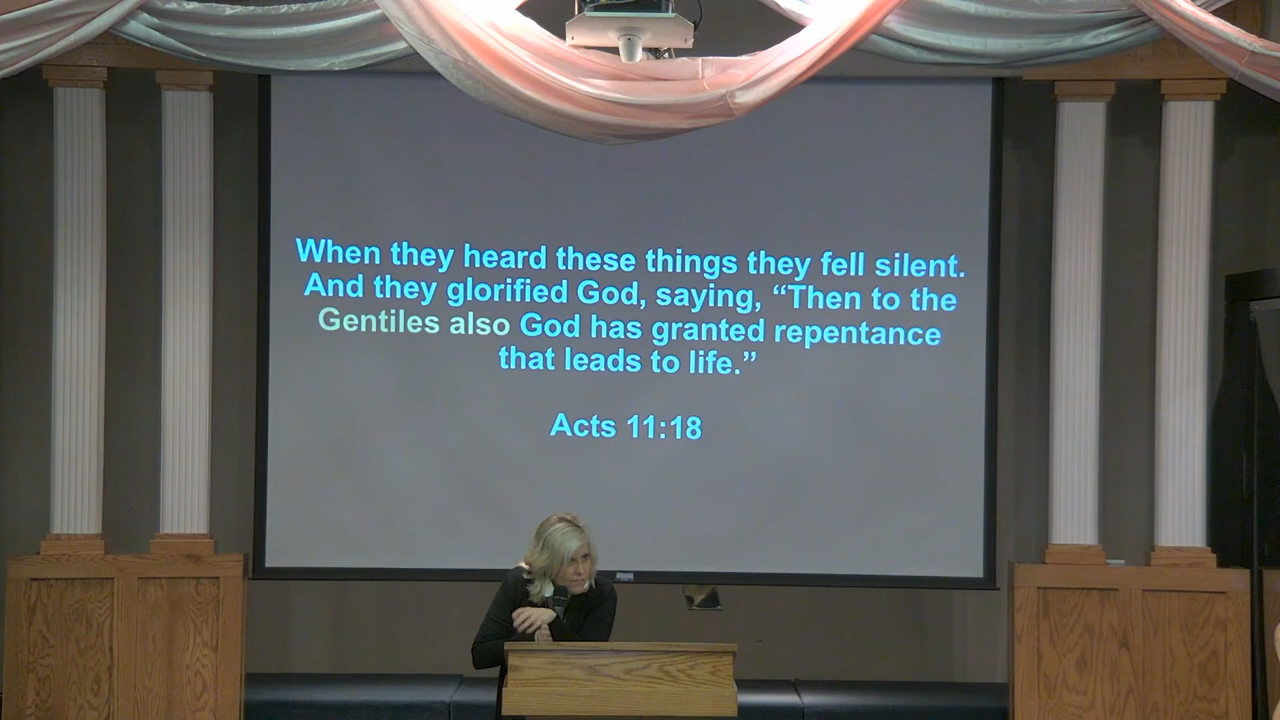 When they heard these things they fell silent.
And they glorified God, saying, “Then to the
Gentiles also God has granted repentance
that leads to life.”
Acts 11:18